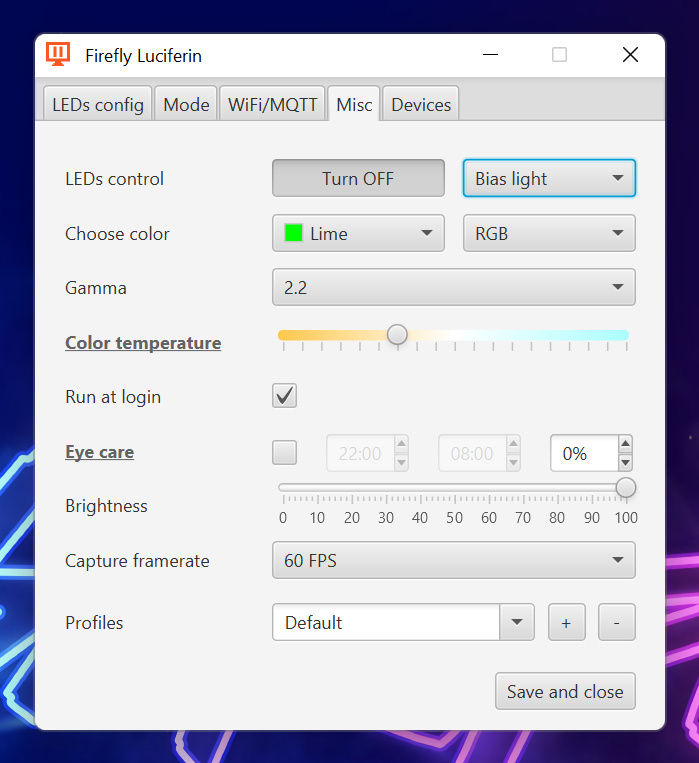 Firefly Luciferin
LEDs config Mode WiFi/MQTT Misc Devices
LEDs control Turn OFF Bias light
Choose color Lime RGB
Gamma 2.2
Color temperature
Run at login
Eye care 22:00 08:00 0%
Brightness
0 10 20 30 40 50 60 70 80 90 100
Capture framerate 60 FPS
Profiles Default + -
Save and close